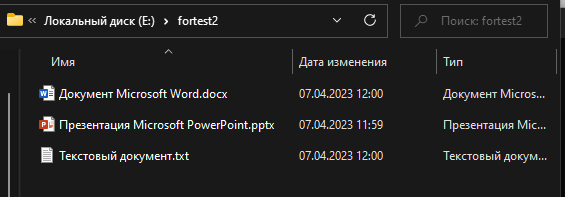 « Локальный диск (E:) › fortest2
Поиск: fortest2
Имя Дата изменения Тип
Документ Microsoft Word.docx 07.04.2023 12:00 Документ Micros...
Презентация Microsoft PowerPoint.pptx 07.04.2023 11:59 Презентация Mic...
Текстовый документ.txt 07.04.2023 12:00 Текстовый докум...